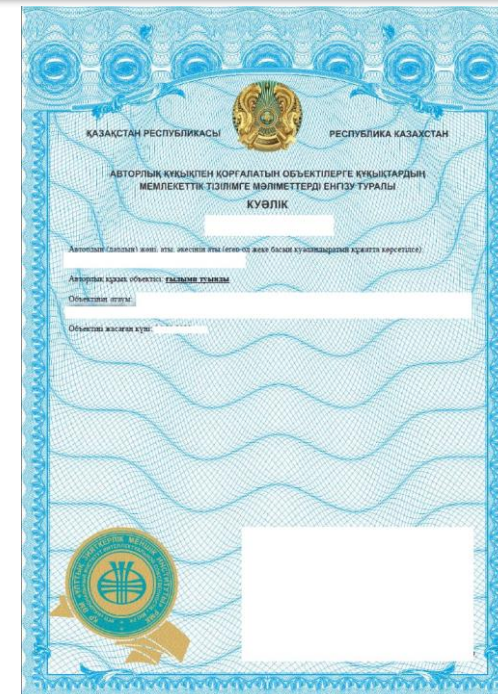 ҚАЗАҚСТАН РЕСПУБЛИКАСЫ
РЕСПУБЛИКА КАЗАХСТАН
АВТОРЛЫҚ ҚҰҚЫҚПЕН ҚОРҒАЛАТЫН ОБЪЕКТІЛЕРГЕ ҚҰҚЫҚТАРДЫҢ
МЕМЛЕКЕТТІК ТІЗІЛІМГЕ МӘЛІМЕТТЕРДІ ЕНГІЗУ ТУРАЛЫ
КУӘЛІК
Автордың (лардың) жөні, аты, әкесінің аты (егер ол жеке басын куәландыратын құжатта көрсетілсе):
Авторлық құқық объектісі: ғылыми туынды
Объектінің атауы:
Объектіні жасаған күні: